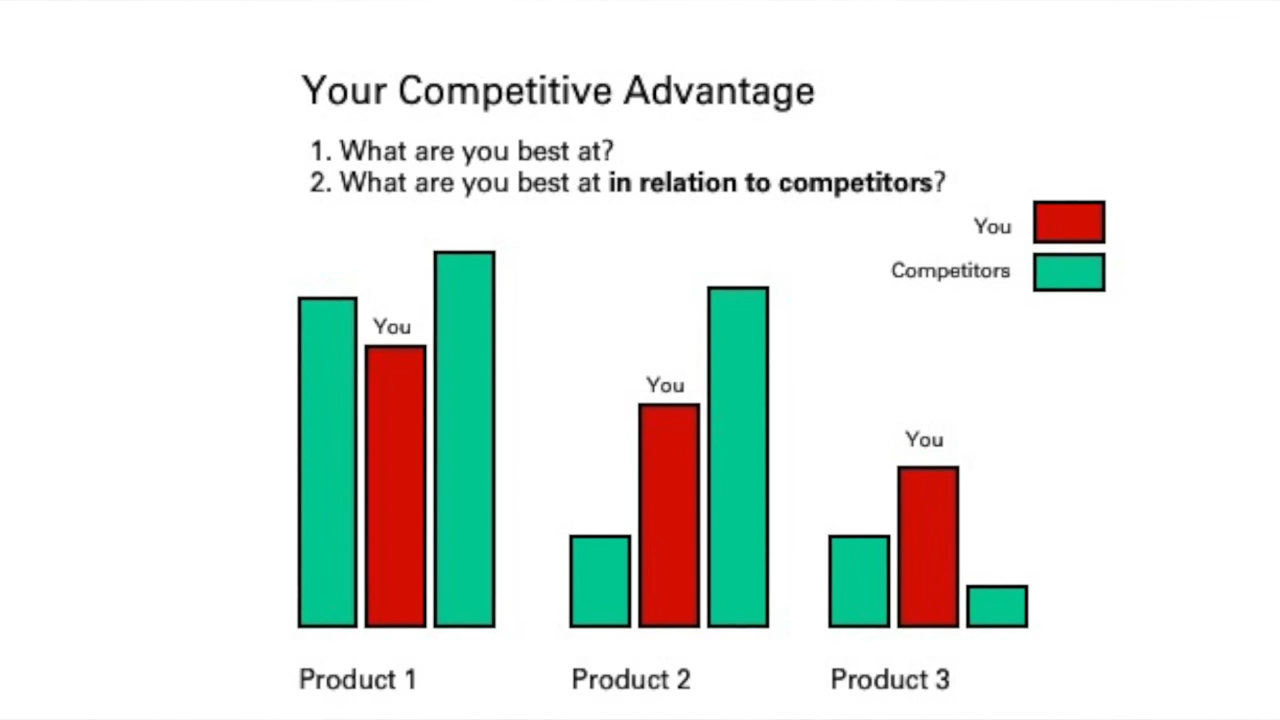 Your Competitive Advantage
1. What are you best at?
2. What are you best at in relation to competitors?
You
Competitors
You
You
You
Product 1
Product 2
Product 3